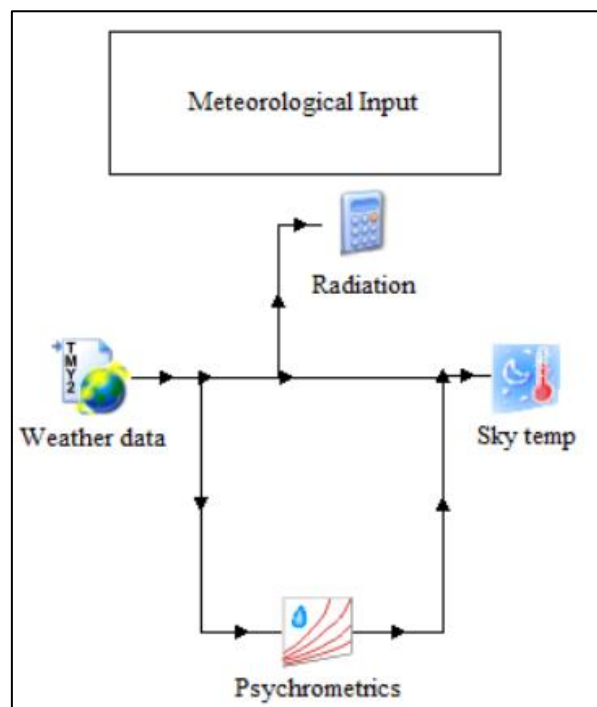 Meteorological Input
Radiation
TMY2
Weather data
Sky temp
Psychrometrics